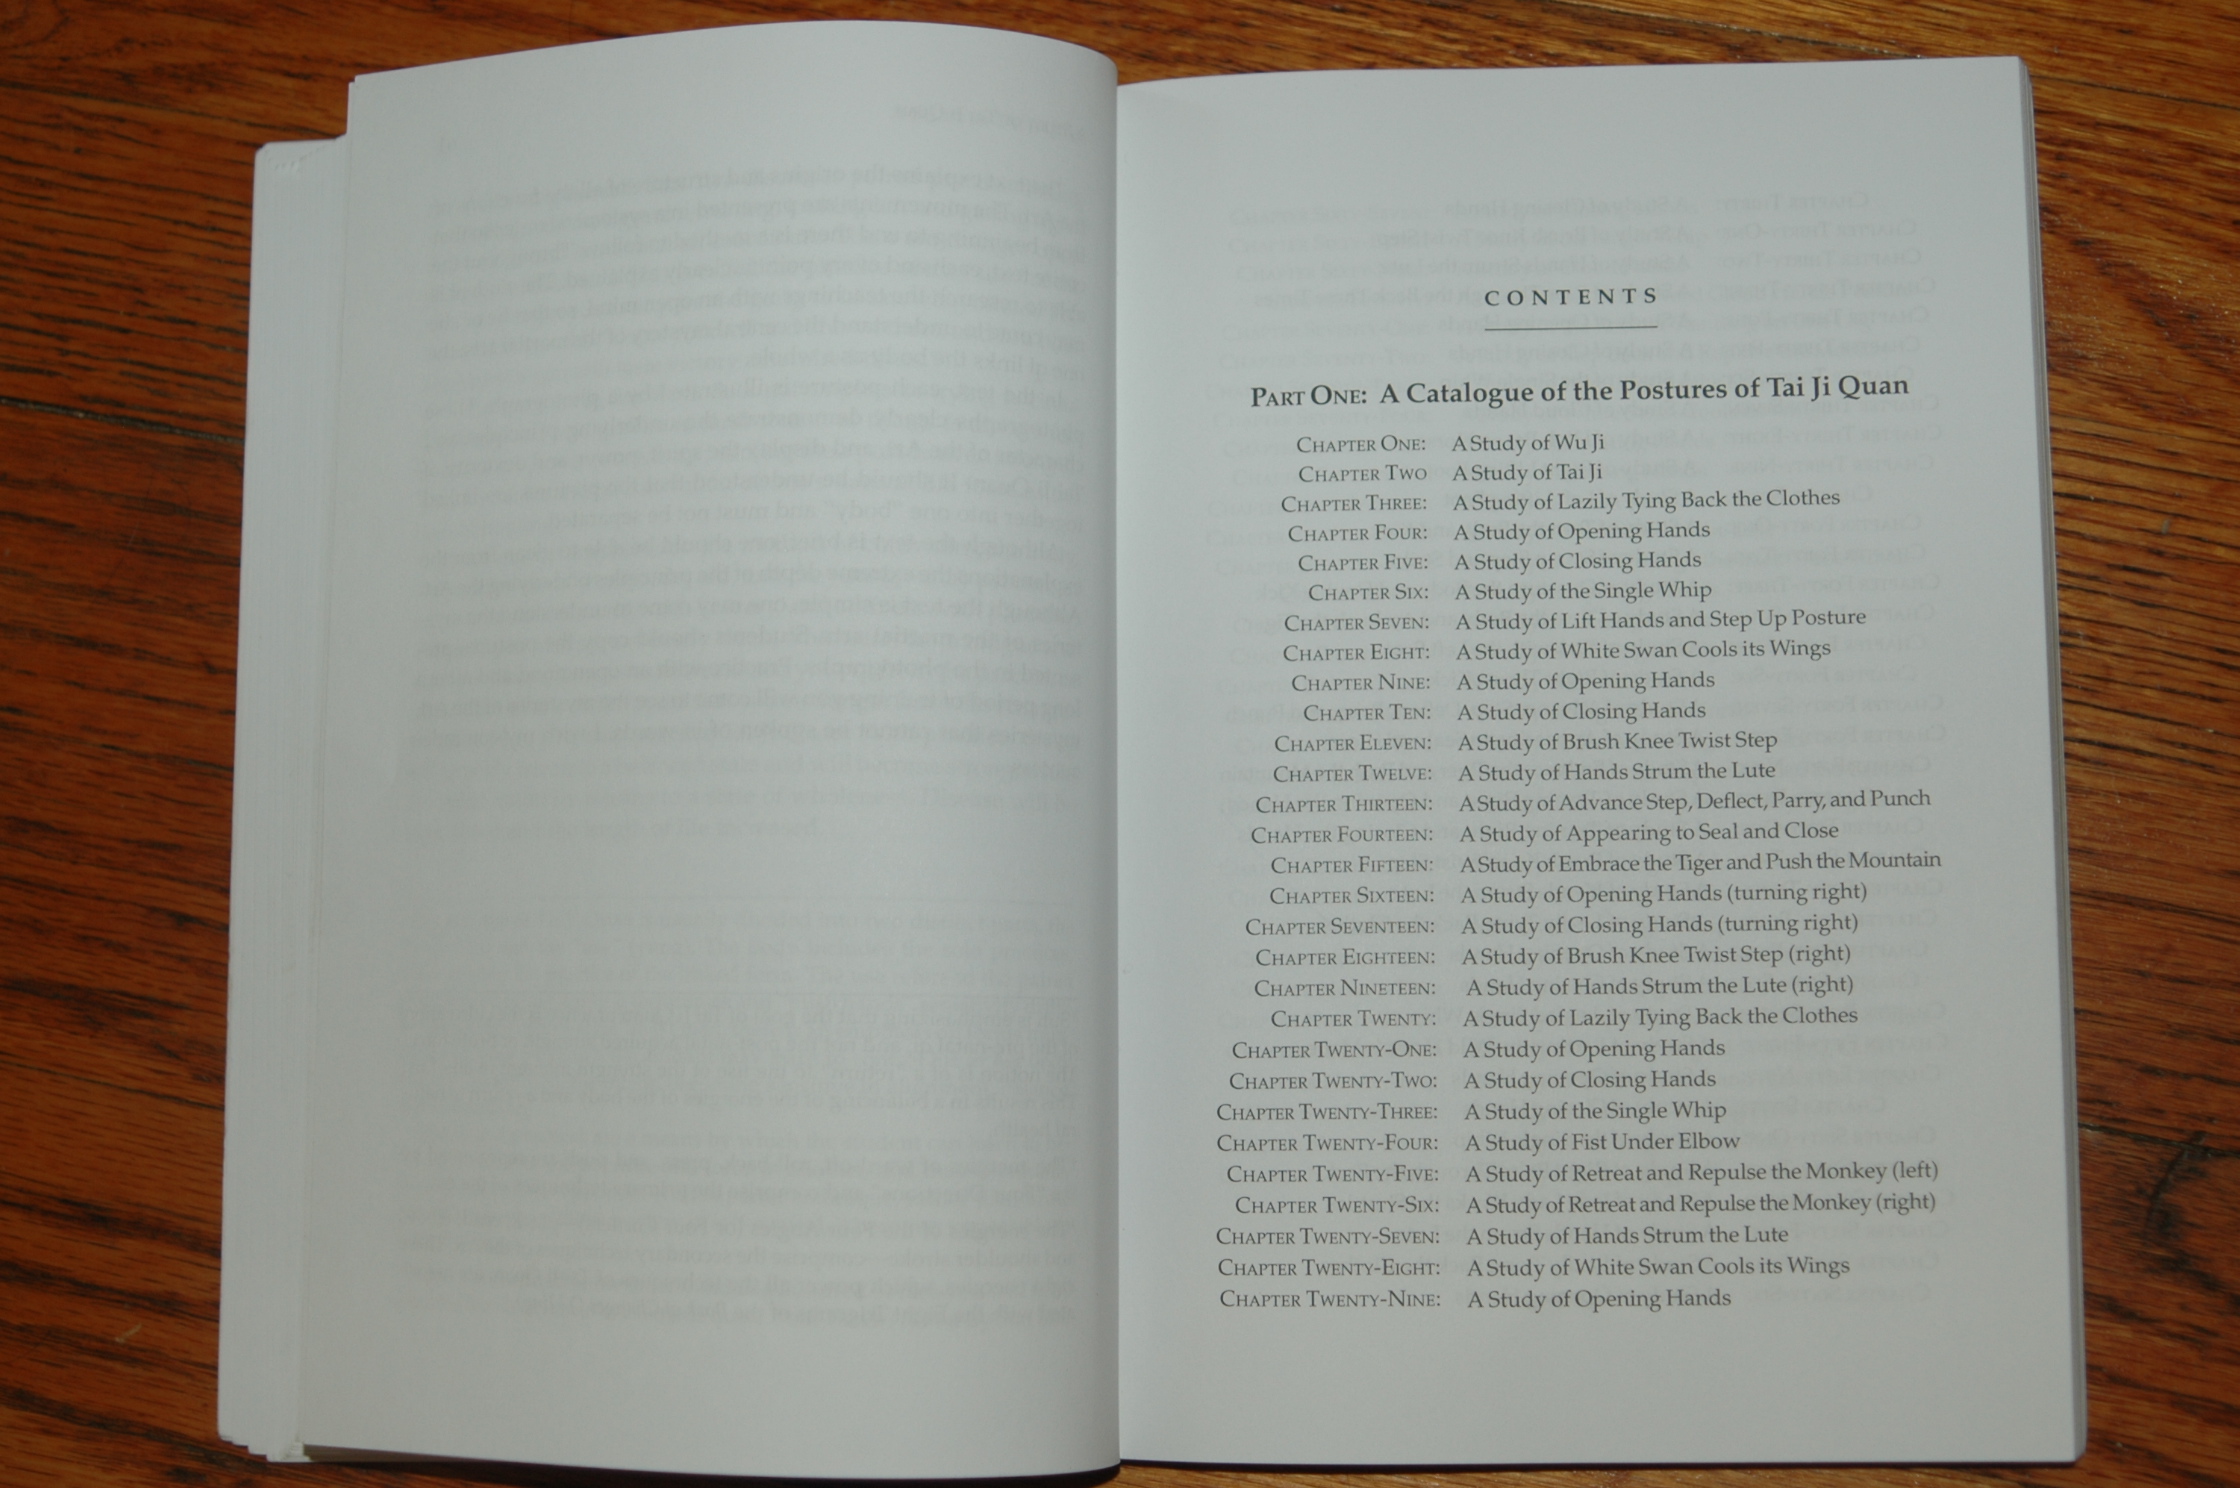 CONTENTS
PART ONE: A Catalogue of the Postures of Tai Ji Quan
CHAPTER ONE: A Study of Wu Ji
CHAPTER TWO A Study of Tai Ji
CHAPTER THREE: A Study of Lazily Tying Back the Clothes
CHAPTER FOUR: A Study of Opening Hands
CHAPTER FIVE: A Study of Closing Hands
CHAPTER SIX: A Study of the Single Whip
CHAPTER SEVEN: A Study of Lift Hands and Step Up Posture
CHAPTER EIGHT: A Study of White Swan Cools its Wings
CHAPTER NINE: A Study of Opening Hands
CHAPTER TEN: A Study of Closing Hands
CHAPTER ELEVEN: A Study of Brush Knee Twist Step
CHAPTER TWELVE: A Study of Hands Strum the Lute
CHAPTER THIRTEEN: A Study of Advance Step, Deflect, Parry, and Punch
CHAPTER FOURTEEN: A Study of Appearing to Seal and Close
CHAPTER FIFTEEN: A Study of Embrace the Tiger and Push the Mountain
CHAPTER SIXTEEN: A Study of Opening Hands (turning right)
CHAPTER SEVENTEEN: A Study of Closing Hands (turning right)
CHAPTER EIGHTEEN: A Study of Brush Knee Twist Step (right)
CHAPTER NINETEEN: A Study of Hands Strum the Lute (right)
CHAPTER TWENTY: A Study of Lazily Tying Back the Clothes
CHAPTER TWENTY-ONE: A Study of Opening Hands
CHAPTER TWENTY-TWO: A Study of Closing Hands
CHAPTER TWENTY-THREE: A Study of the Single Whip
CHAPTER TWENTY-FOUR: A Study of Fist Under Elbow
CHAPTER TWENTY-FIVE: A Study of Retreat and Repulse the Monkey (left)
CHAPTER TWENTY-SIX: A Study of Retreat and Repulse the Monkey (right)
CHAPTER TWENTY-SEVEN: A Study of Hands Strum the Lute
CHAPTER TWENTY-EIGHT: A Study of White Swan Cools its Wings
CHAPTER TWENTY-NINE: A Study of Opening Hands